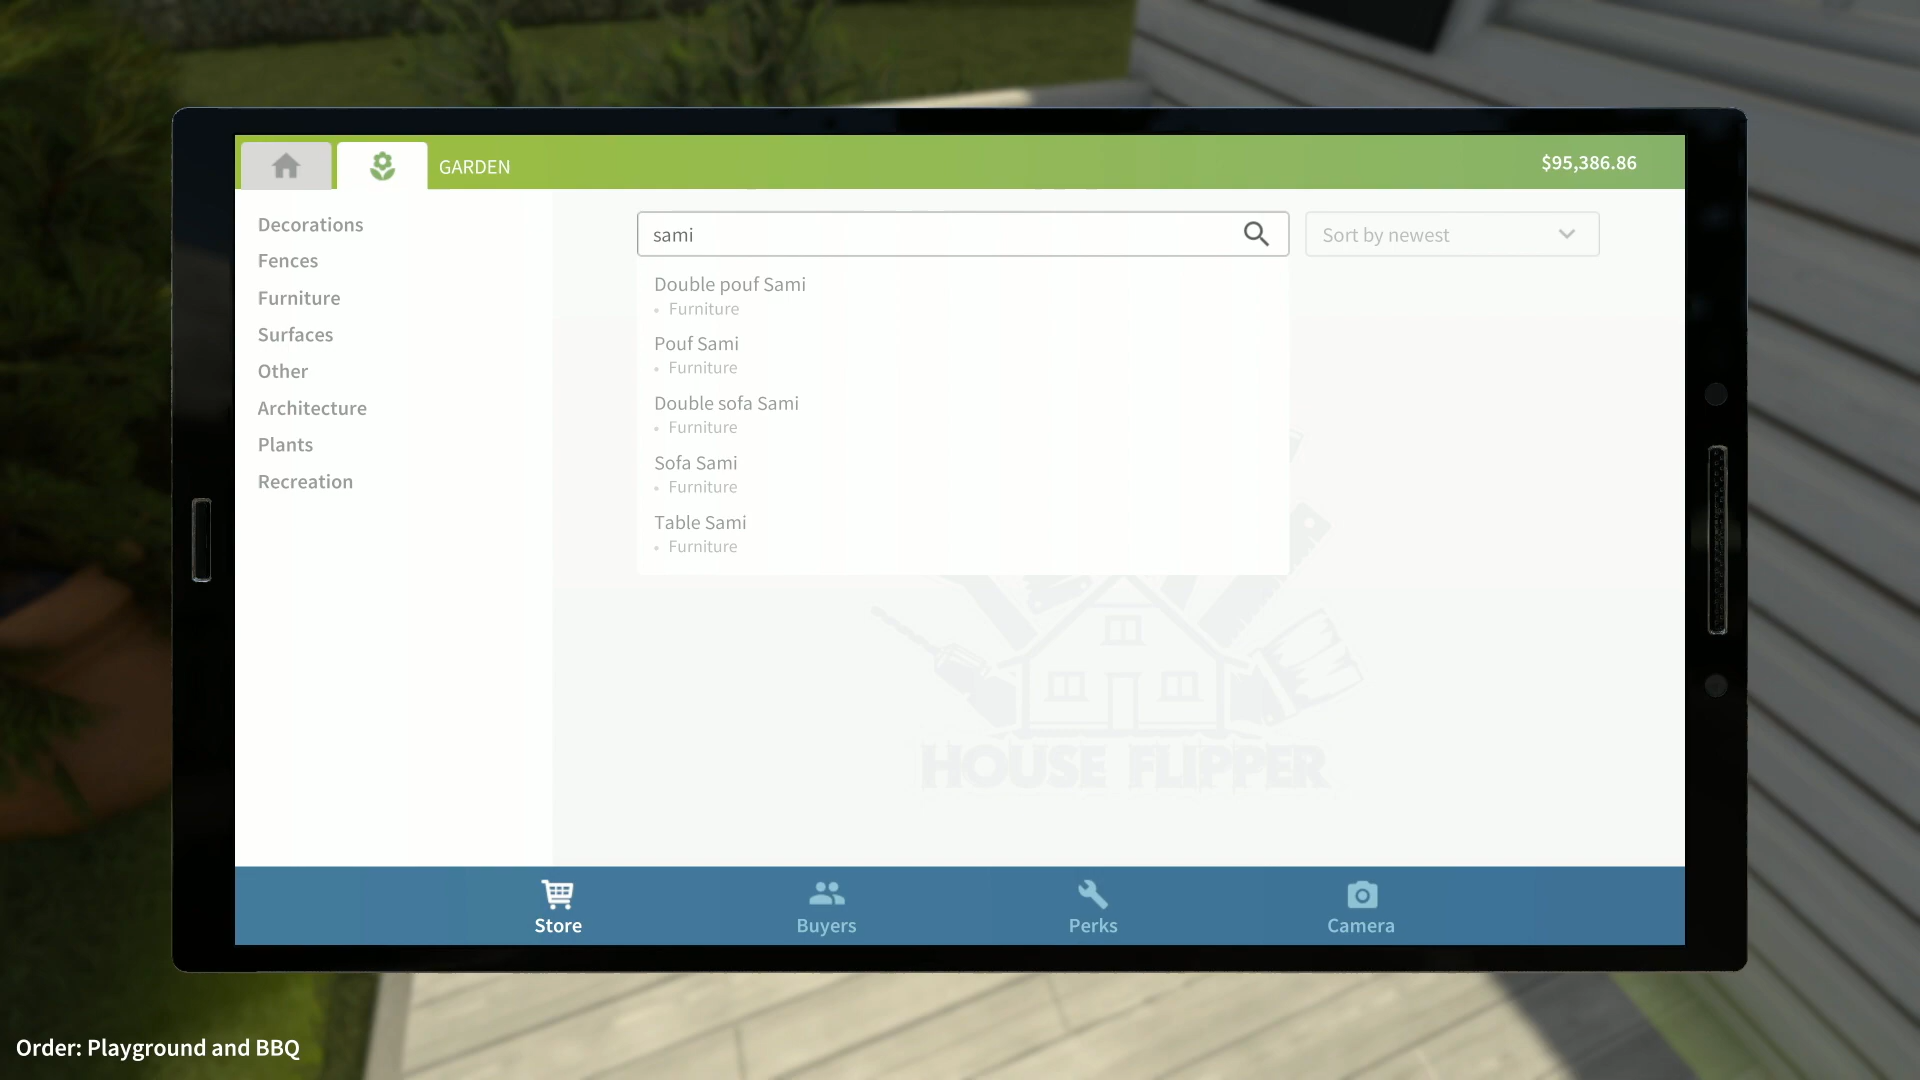 GARDEN
$95,386.86
Decorations
Fences
Furniture
Surfaces
Other
Architecture
Plants
Recreation
sami
Sort by newest
Double pouf Sami
• Furniture
Pouf Sami
• Furniture
Double sofa Sami
• Furniture
Sofa Sami
• Furniture
Table Sami
• Furniture
HOUSE FLIPPER
Store
Buyers
Perks
Camera
Order: Playground and BBQ